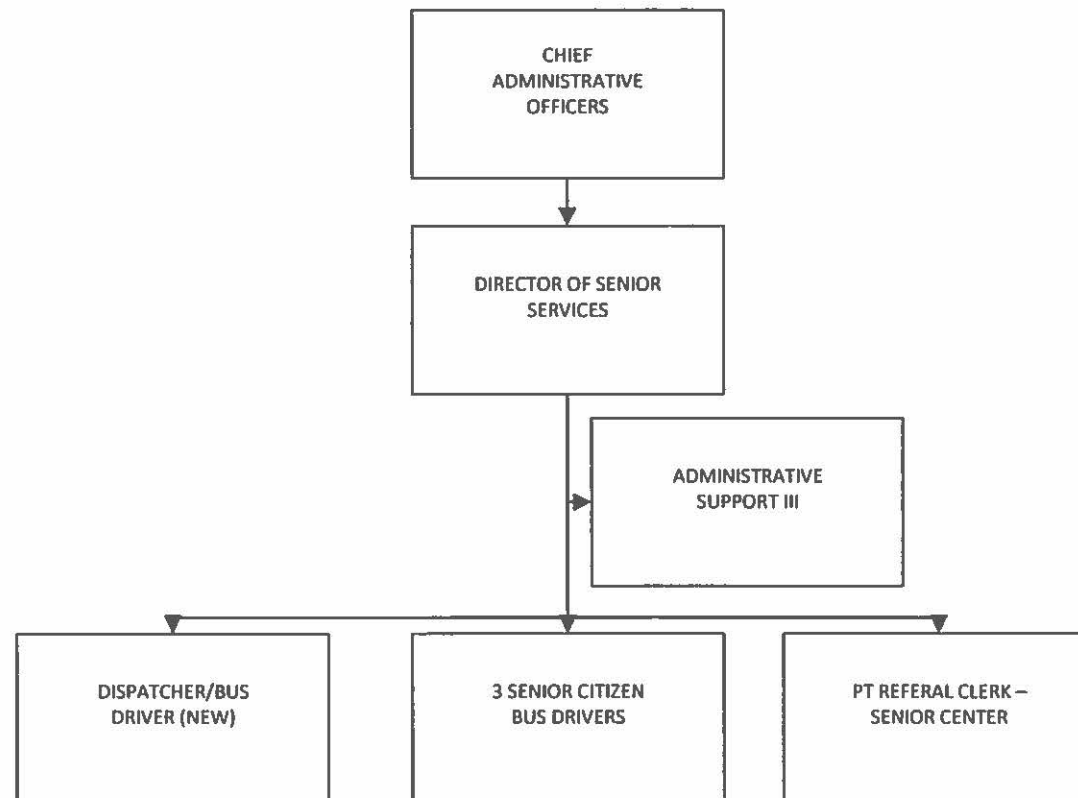 CHIEF
ADMINISTRATIVE
OFFICERS
DIRECTOR OF SENIOR
SERVICES
ADMINISTRATIVE
SUPPORT III
DISPATCHER/BUS
DRIVER (NEW)
3 SENIOR CITIZEN
BUS DRIVERS
PT REFERAL CLERK –
SENIOR CENTER